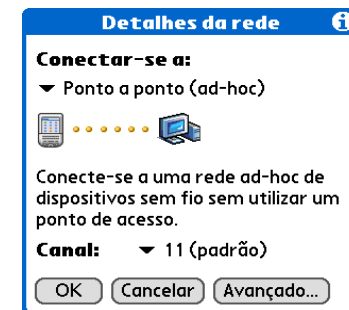 Detalhes da rede
Conectar-se a:
Ponto a ponto (ad-hoc)
Conecte-se a uma rede ad-hoc de
dispositivos sem fio sem utilizar um
ponto de acesso.
Canal: 11 (padrão)
OK Cancelar Avançado...